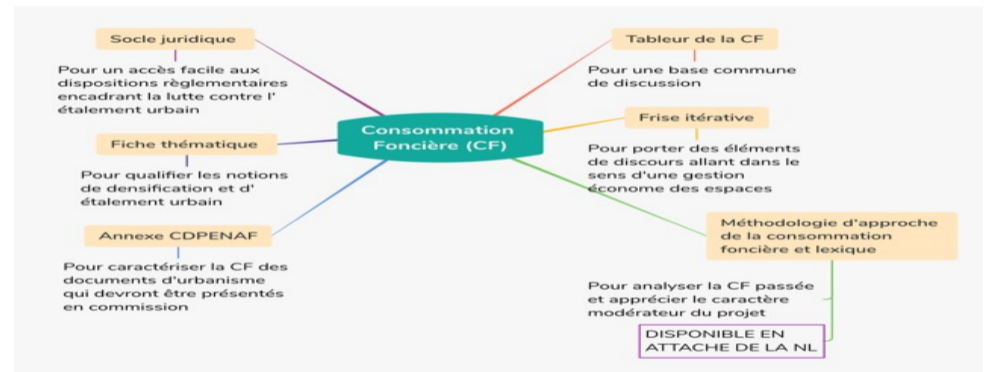 Consommation
Foncière (CF)
Socle juridique
Pour un accès facile aux
dispositions règlementaires
encadrant la lutte contre l'
étalement urbain
Fiche thématique
Pour qualifier les notions
de densification et d'
étalement urbain
Annexe CDPENAF
Pour caractériser la CF des
documents d'urbanisme
qui devront être présentés
en commission
Tableur de la CF
Pour une base commune
de discussion
Frise itérative
Pour porter des éléments
de discours allant dans le
sens d'une gestion
économe des espaces
Méthodologie d'approche
de la consommation
foncière et lexique
Pour analyser la CF passée
et apprécier le caractère
modérateur du projet
DISPONIBLE EN
ATTACHE DE LA NL